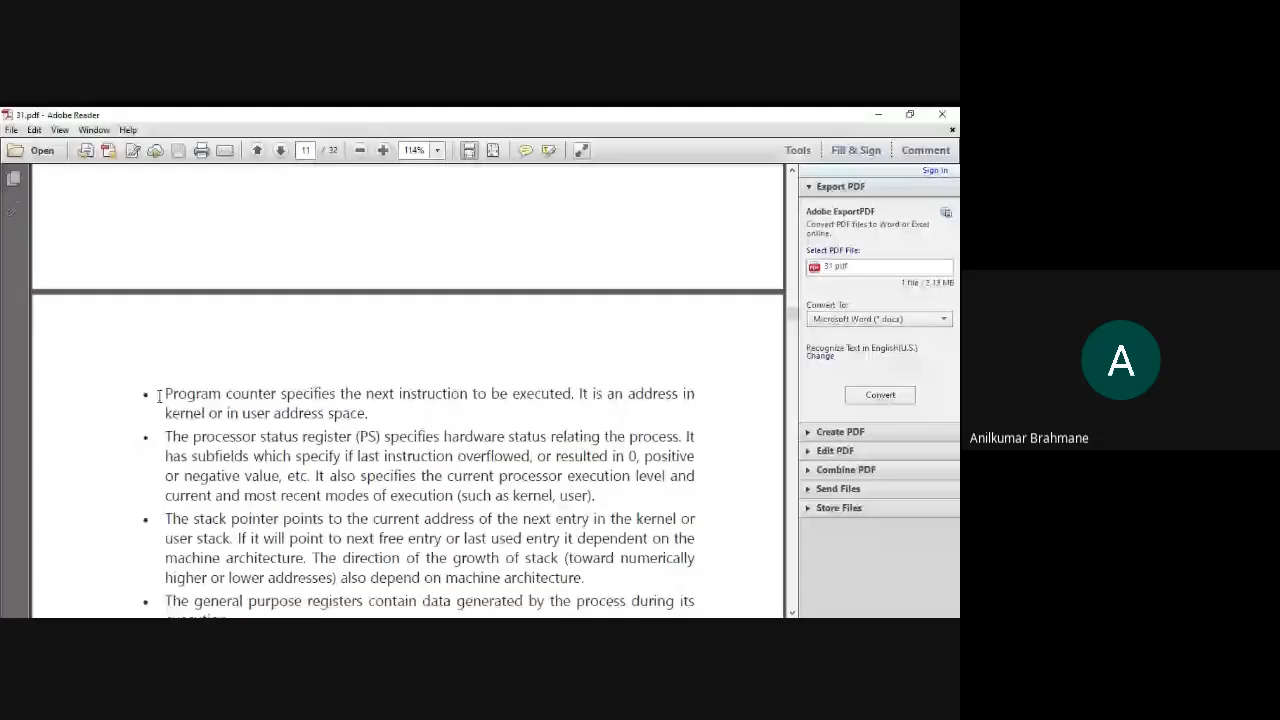 31.pdf - Adobe Reader
File Edit View Window Help
Open 11 / 32 114% Tools Fill & Sign Comment
Sign In
Export PDF
Adobe ExportPDF
Convert PDF files to Word or Excel
online.
Select PDF File:
31.pdf
1 file / 2.13 MB
Convert To:
Microsoft Word (*.docx)
Recognize Text in English(U.S.)
Change
Convert
Create PDF
Edit PDF
Combine PDF
Send Files
Store Files
• Program counter specifies the next instruction to be executed. It is an address in
kernel or in user address space.
• The processor status register (PS) specifies hardware status relating the process. It
has subfields which specify if last instruction overflowed, or resulted in 0, positive
or negative value, etc. It also specifies the current processor execution level and
current and most recent modes of execution (such as kernel, user).
• The stack pointer points to the current address of the next entry in the kernel or
user stack. If it will point to next free entry or last used entry it dependent on the
machine architecture. The direction of the growth of stack (toward numerically
higher or lower addresses) also depend on machine architecture.
• The general purpose registers contain data generated by the process during its
A
Anilkumar Brahmane